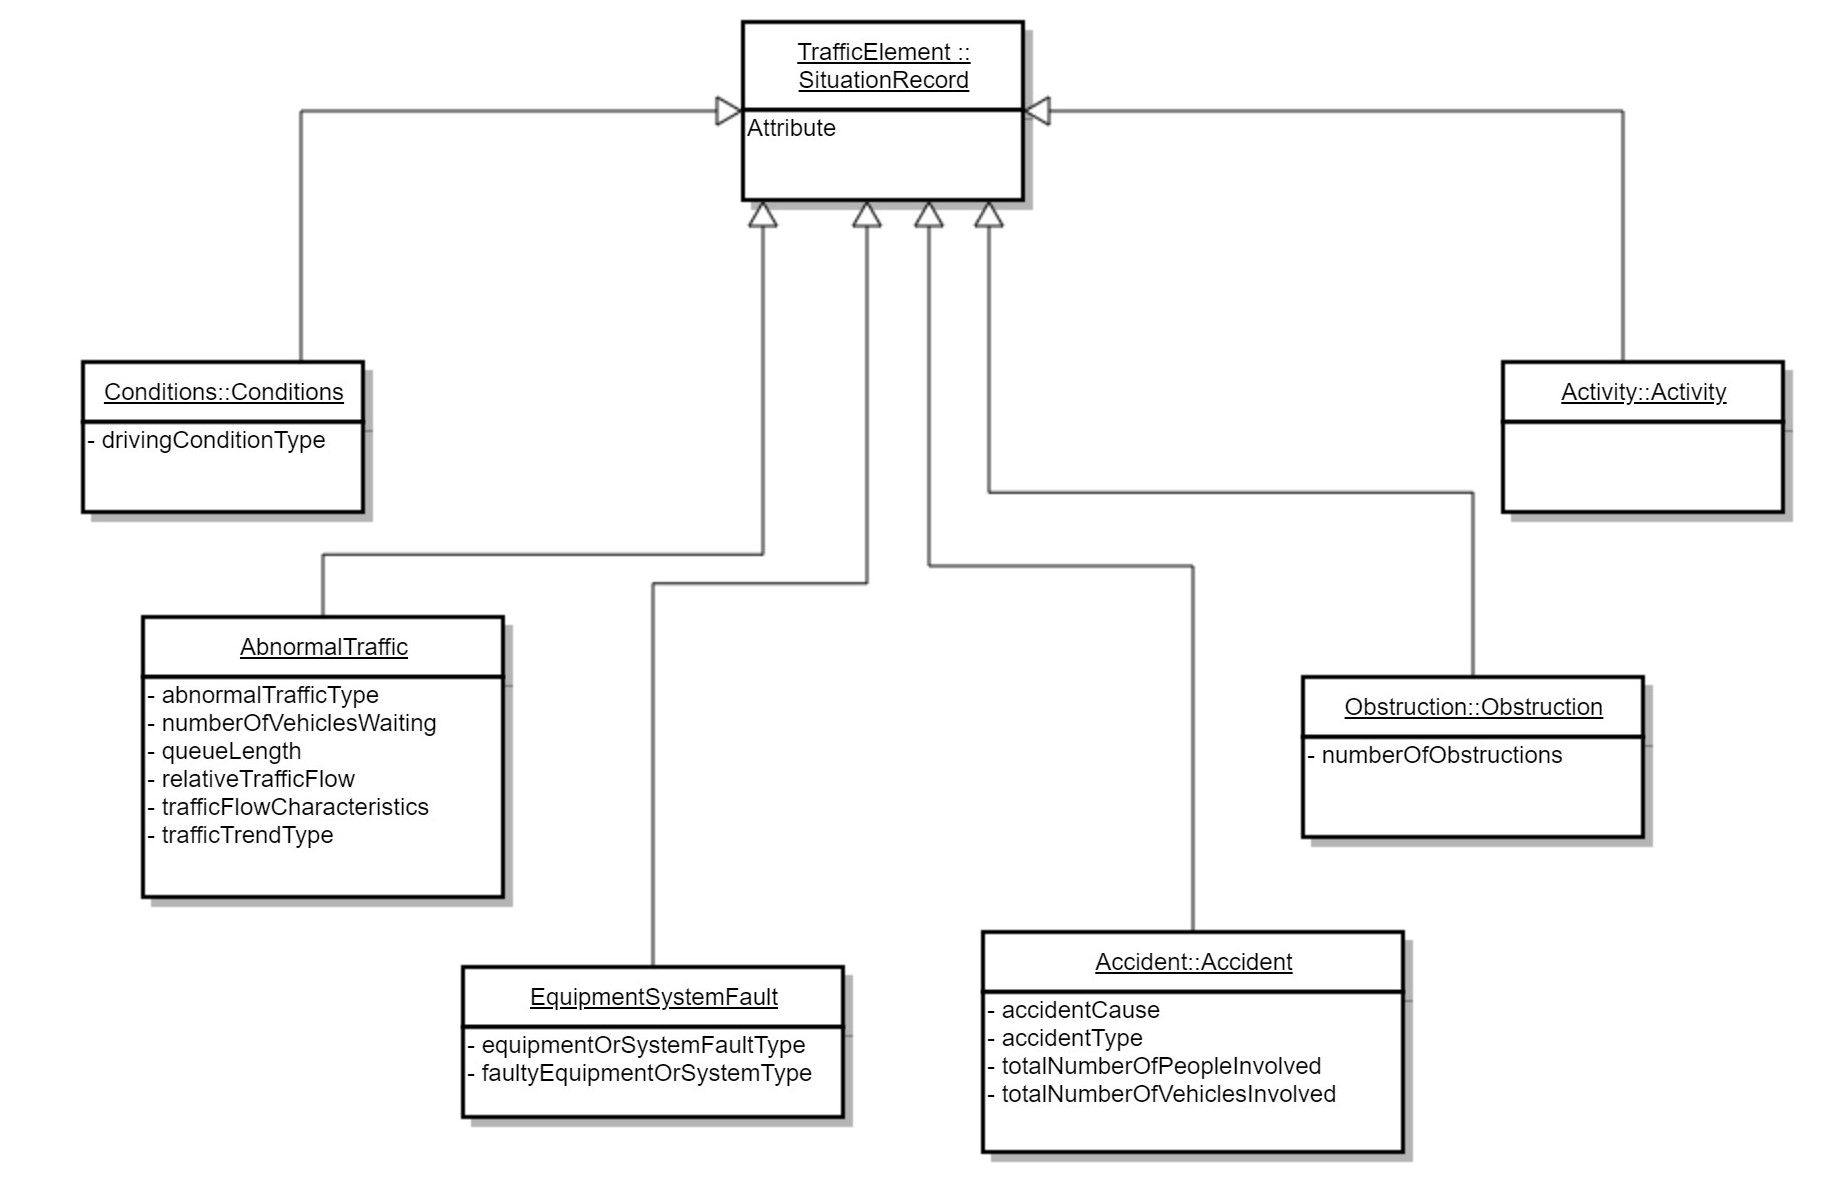 TrafficElement ::
SituationRecord
Attribute
Conditions::Conditions
- drivingConditionType
Activity::Activity
AbnormalTraffic
- abnormalTrafficType
- numberOfVehiclesWaiting
- queueLength
- relativeTrafficFlow
- trafficFlowCharacteristics
- trafficTrendType
Obstruction::Obstruction
- numberOfObstructions
EquipmentSystemFault
- equipmentOrSystemFaultType
- faultyEquipmentOrSystemType
Accident::Accident
- accidentCause
- accidentType
- totalNumberOfPeopleInvolved
- totalNumberOfVehiclesInvolved